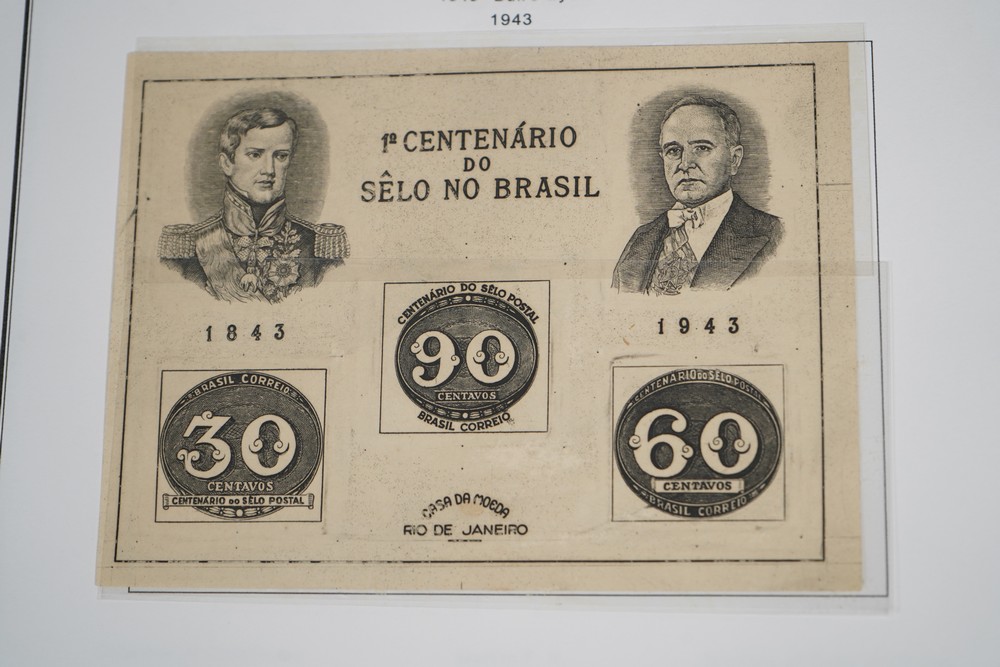 1943
1º CENTENÁRIO
DO
SÊLO NO BRASIL
1843
1943
CENTENÁRIO DO SÊLO POSTAL
90
CENTAVOS
BRASIL CORREIO
BRASIL CORREIO
30
CENTAVOS
CENTENÁRIO DO SÊLO POSTAL
CENTENARIO DO SÊLO POSTAL
60
CENTAVOS
BRASIL CORREIO
CASA DA MOEDA
RIO DE JANEIRO